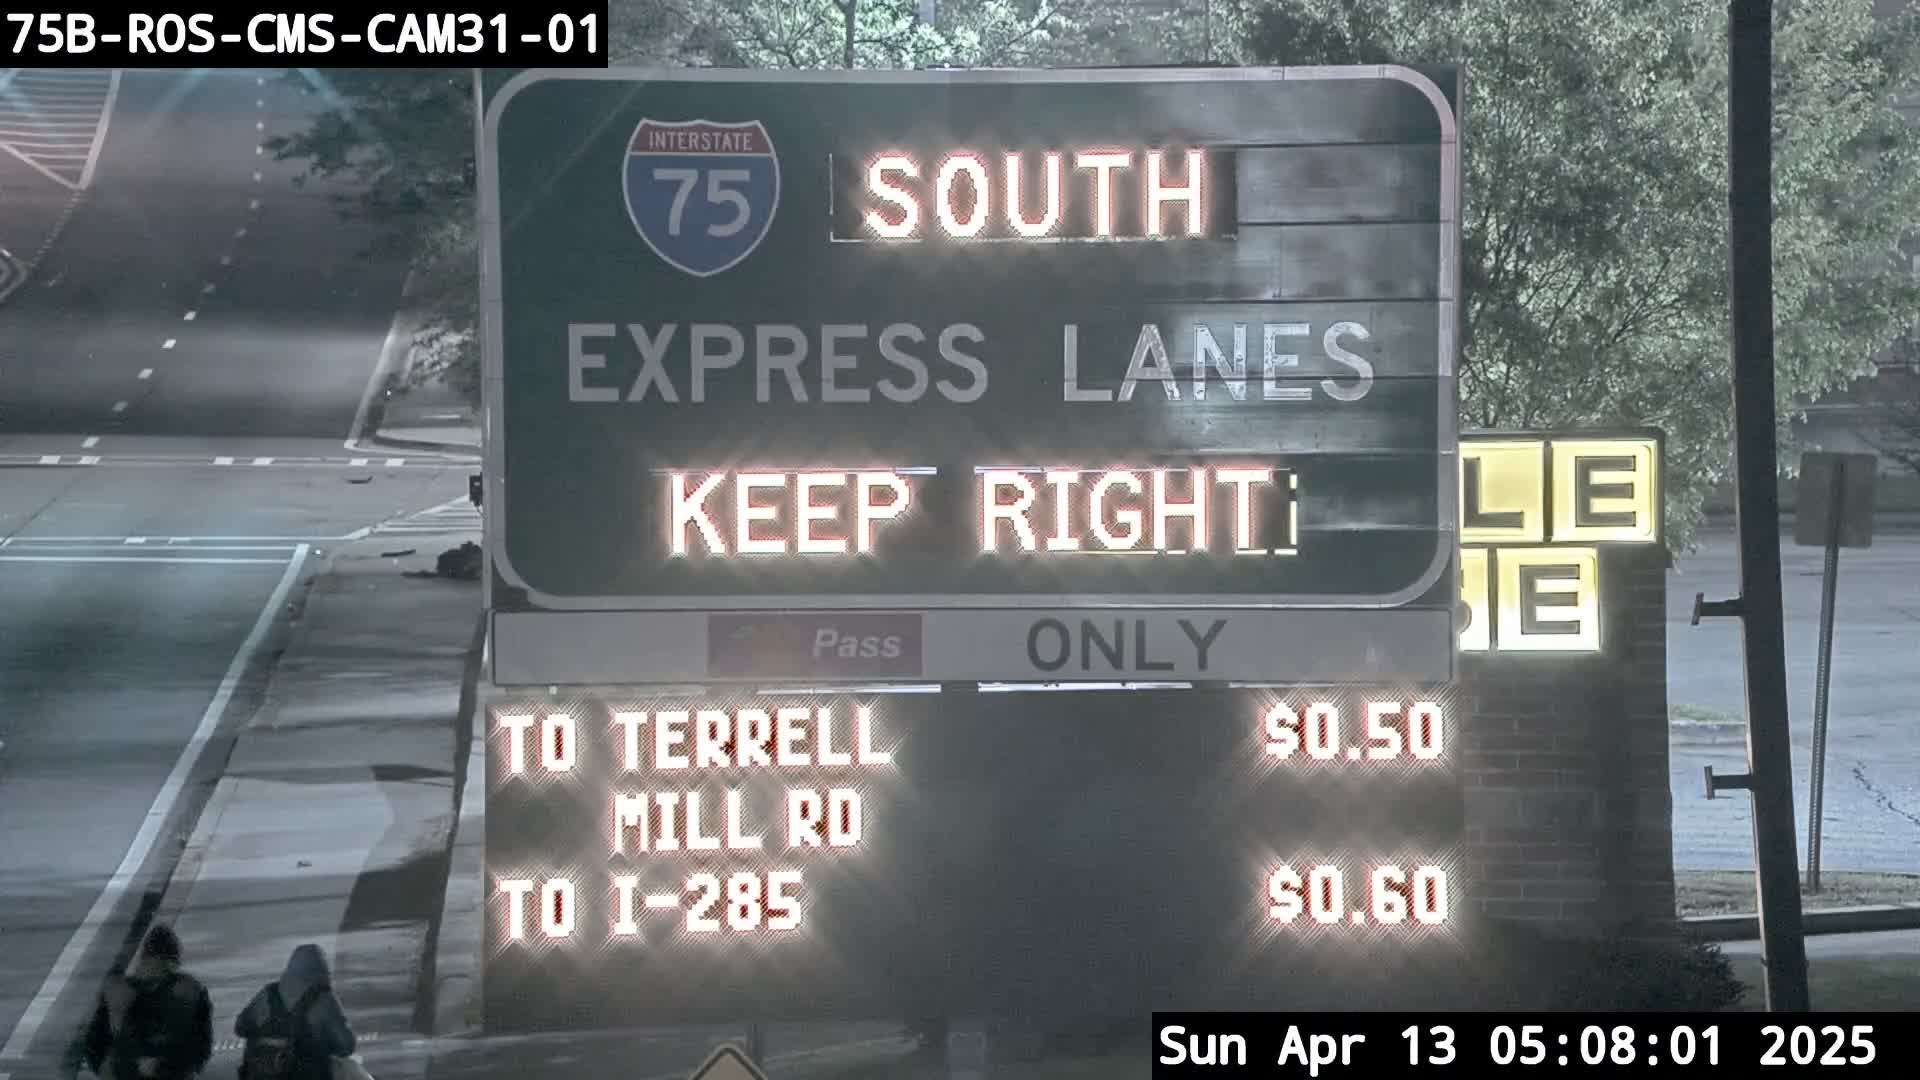 75B-ROS-CMS-CAM31-01
INTERSTATE
75
SOUTH
EXPRESS LANES
KEEP RIGHT
Pass ONLY
TO TERRELL $0.50
MILL RD
TO I-285 $0.60
LE
E
Sun Apr 13 05:08:01 2025